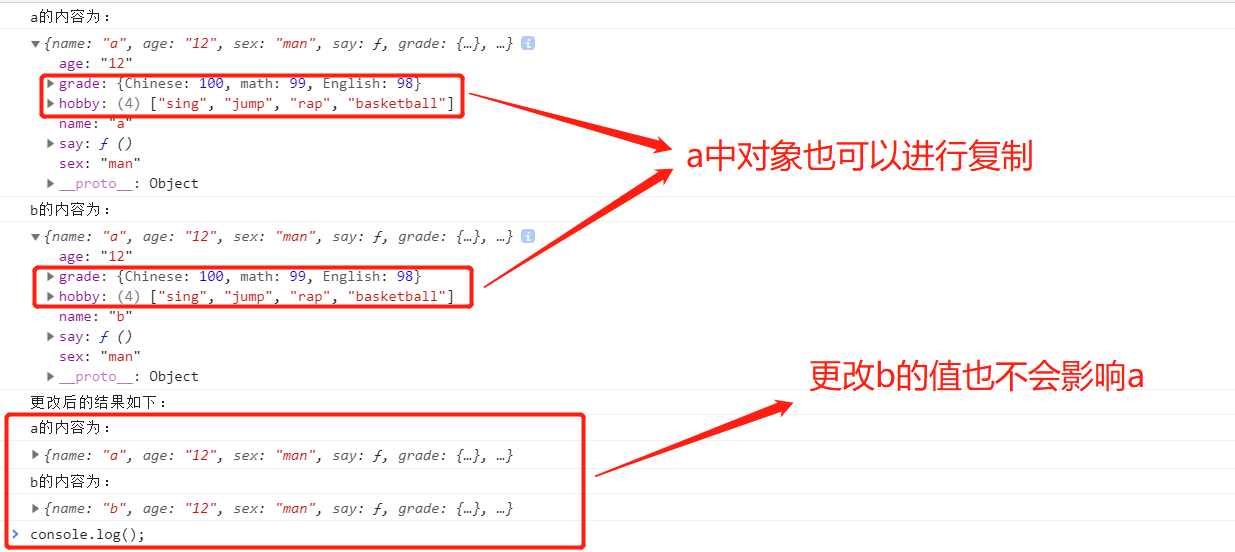 a的内容为：
{name: "a", age: "12", sex: "man", say: ƒ, grade: {…}, …}
age: "12"
grade: {Chinese: 100, math: 99, English: 98}
hobby: (4) ["sing", "jump", "rap", "basketball"]
name: "a"
say: ƒ ()
sex: "man"
__proto__: Object
a中对象也可以进行复制
b的内容为：
{name: "a", age: "12", sex: "man", say: ƒ, grade: {…}, …}
age: "12"
grade: {Chinese: 100, math: 99, English: 98}
hobby: (4) ["sing", "jump", "rap", "basketball"]
name: "b"
say: ƒ ()
sex: "man"
__proto__: Object
更改b的值也不会影响a
更改后的结果如下：
a的内容为：
{name: "a", age: "12", sex: "man", say: ƒ, grade: {…}, …}
b的内容为：
{name: "b", age: "12", sex: "man", say: ƒ, grade: {…}, …}
console.log();